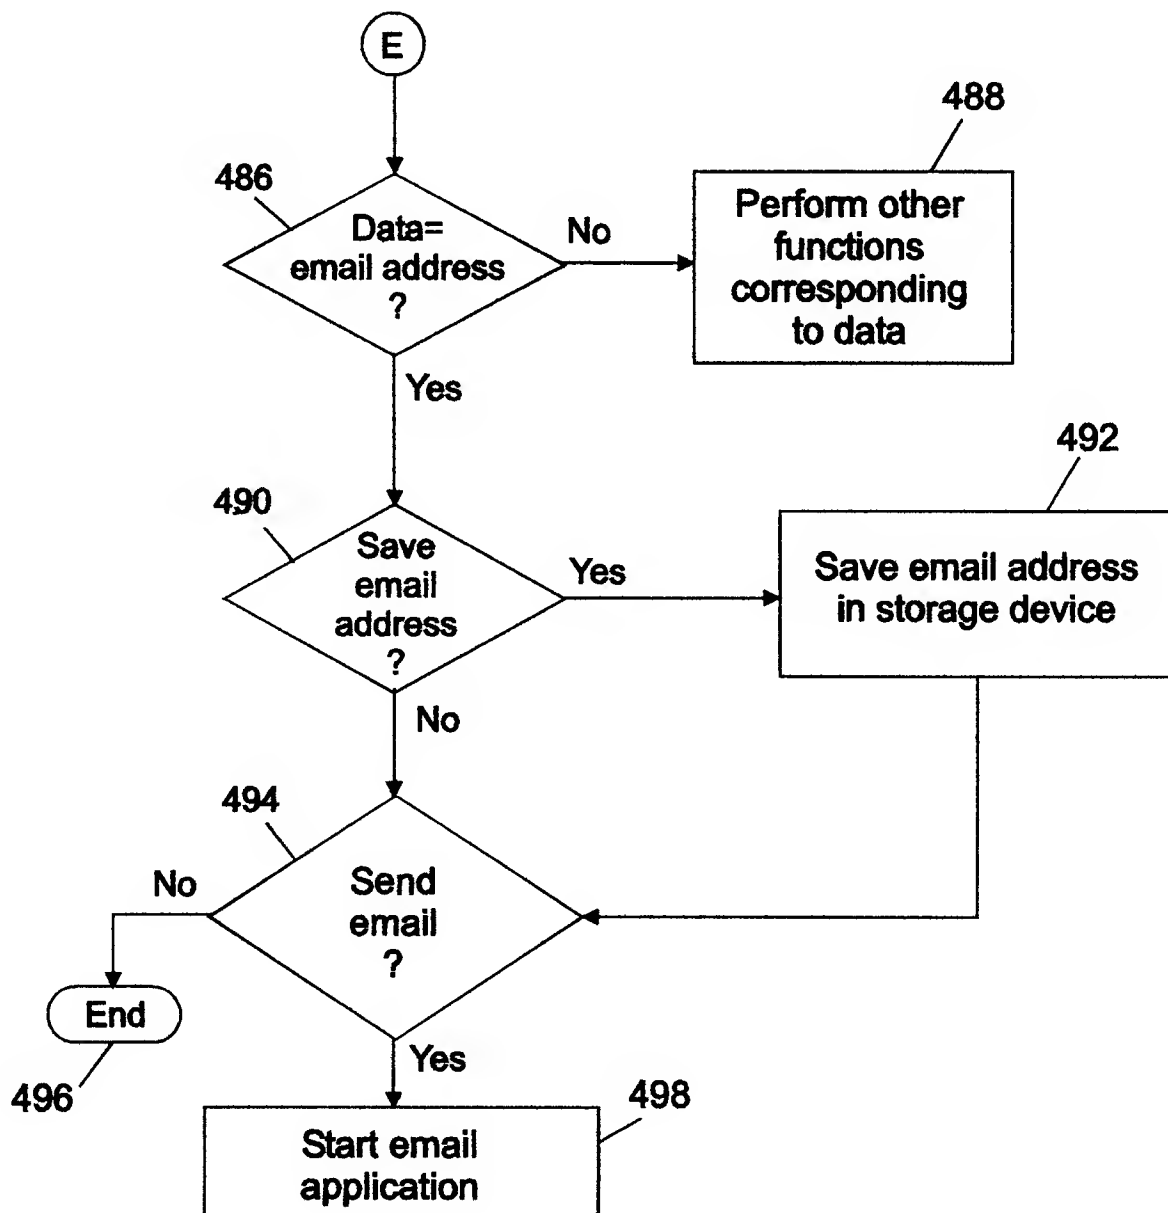 E
488
486
Data=
email address
?
No
Perform other
functions
corresponding
to data
Yes
492
490
Save
email
address
?
Yes
Save email address
in storage device
No
494
No
Send
email
?
End
Yes
496
498
Start email
application